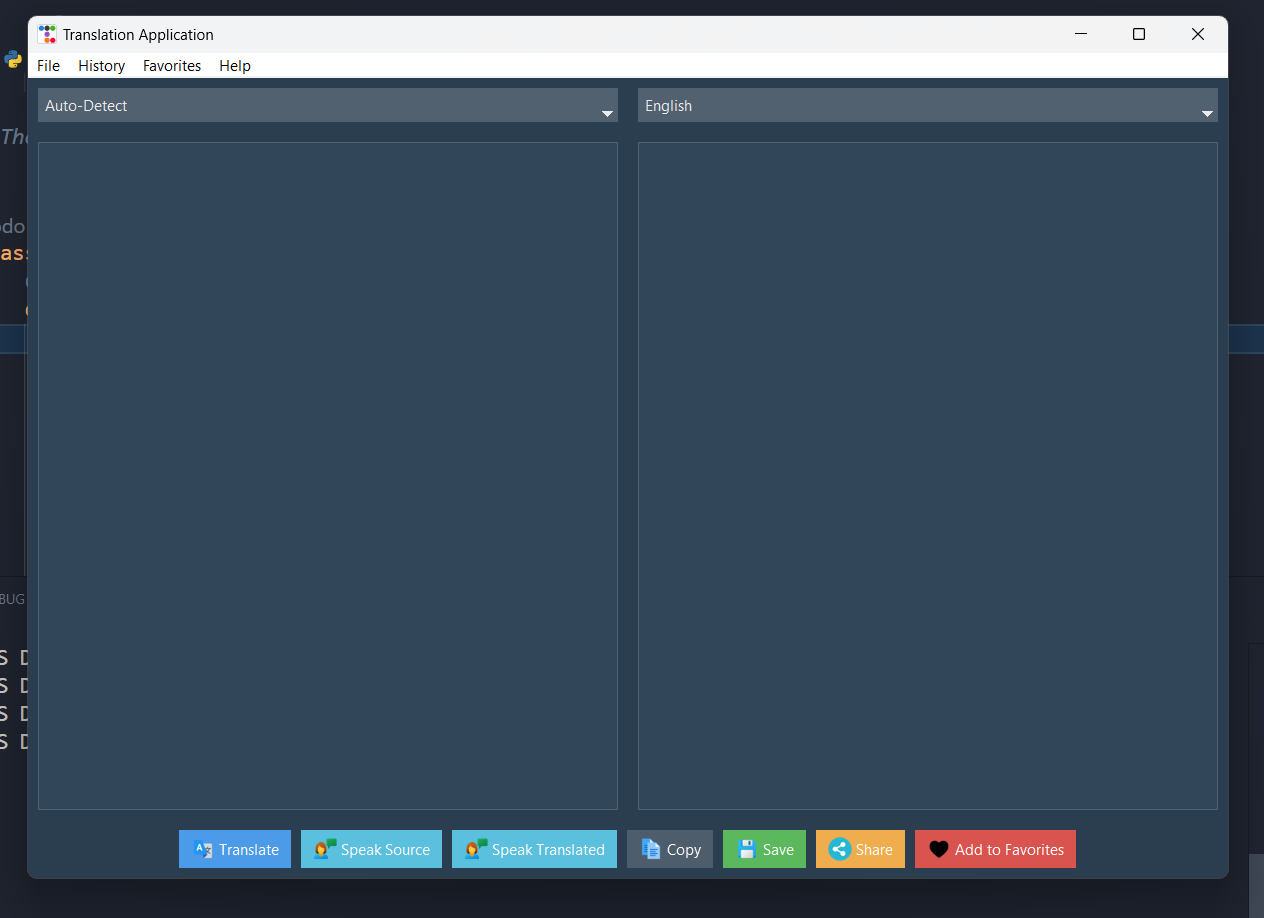 Translation Application
File History Favorites Help
Auto-Detect English
Translate Speak Source Speak Translated Copy Save Share Add to Favorites